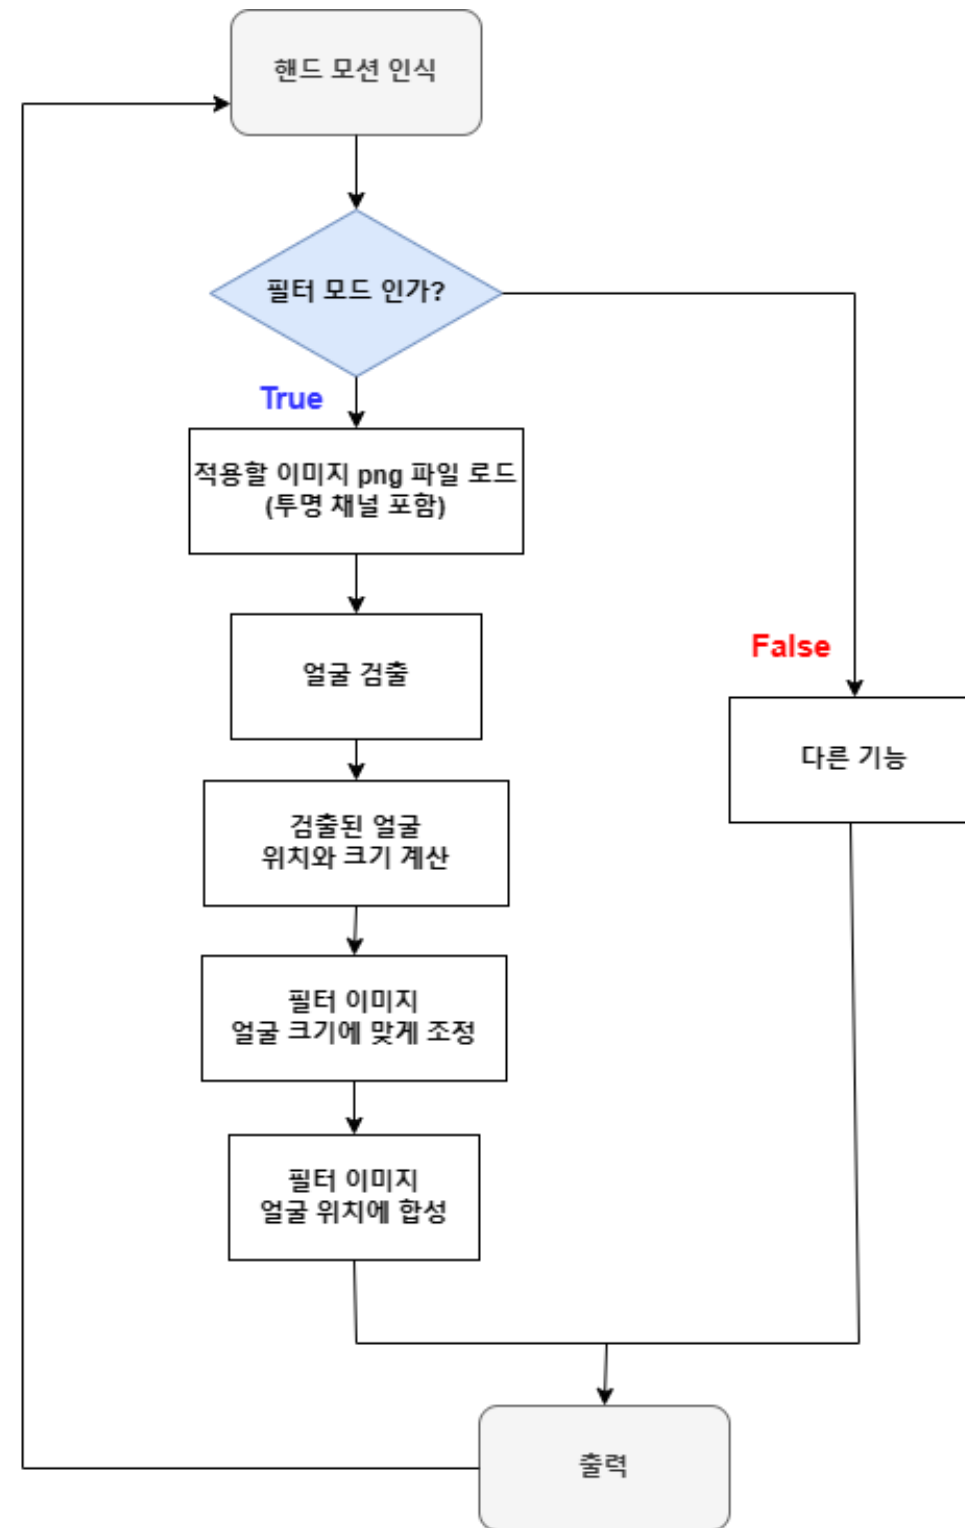 핸드 모션 인식
필터 모드 인가?
True
적용할 이미지 png 파일 로드
(투명 채널 포함)
얼굴 검출
False
다른 기능
검출된 얼굴
위치와 크기 계산
필터 이미지
얼굴 크기에 맞게 조정
필터 이미지
얼굴 위치에 합성
출력